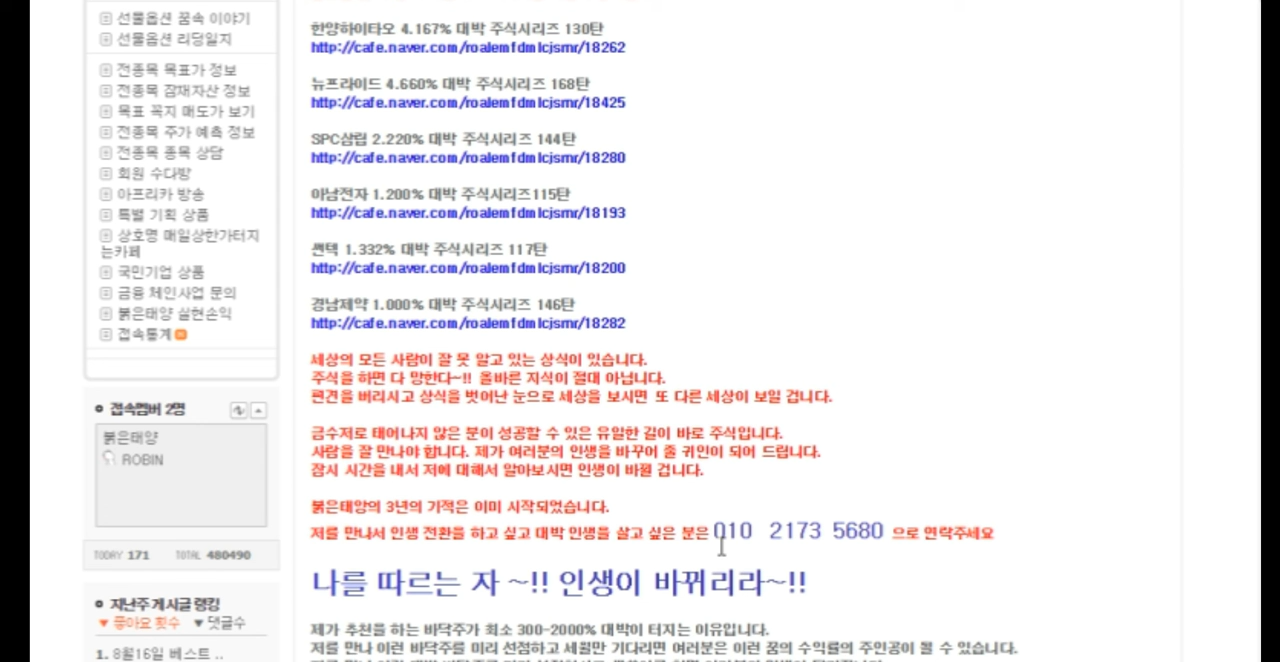 선물옵션 꿈속 이야기
선물옵션 리딩일지
전종목 목표가 정보
전종목 잠재자산 정보
목표 꼭지 매도가 보기
전종목 주가 예측 정보
전종목 종목 상담
회원 수다방
아프리카 방송
특별 기획 상품
상호명 매일상한가터지
는카페
국민기업 상품
금융 체인사업 문의
붉은태양 실현손익
접속통계
접속멤버 2명
붉은태양
ROBIN
TODAY 171 TOTAL 480490
지난주 게시글 랭킹
▼ 좋아요 횟수 ▼ 댓글수
1. 8월16일 베스트 ..
한양하이타오 4.167% 대박 주식시리즈 130탄
http://cafe.naver.com/roalemfdmlcjsmr/18262
뉴프라이드 4.660% 대박 주식시리즈 168탄
http://cafe.naver.com/roalemfdmlcjsmr/18425
SPC삼립 2.220% 대박 주식시리즈 144탄
http://cafe.naver.com/roalemfdmlcjsmr/18280
이남전자 1.200% 대박 주식시리즈115탄
http://cafe.naver.com/roalemfdmlcjsmr/18193
쎈텍 1.332% 대박 주식시리즈 117탄
http://cafe.naver.com/roalemfdmlcjsmr/18200
경남제약 1.000% 대박 주식시리즈 146탄
http://cafe.naver.com/roalemfdmlcjsmr/18282
세상의 모든 사람이 잘 못 알고 있는 상식이 있습니다.
주식을 하면 다 망한다~!! 올바른 지식이 절대 아닙니다.
편견을 버리시고 상식을 벗어난 눈으로 세상을 보시면 또 다른 세상이 보일 겁니다.
금수저로 태어나지 않은 분이 성공할 수 있은 유일한 길이 바로 주식입니다.
사람을 잘 만나야 합니다. 제가 여러분의 인생을 바꾸어 줄 귀인이 되어 드립니다.
잠시 시간을 내서 저에 대해서 알아보시면 인생이 바뀔 겁니다.
붉은태양의 3년의 기적은 이미 시작되었습니다.
저를 만나서 인생 전환을 하고 싶고 대박 인생을 살고 싶은 분은 010 2173 5680 으로 연락주세요
나를 따르는 자 ~!! 인생이 바뀌리라~!!
제가 추천을 하는 바닥주가 최소 300-2000% 대박이 터지는 이유입니다.
저를 만나 이런 바닥주를 미리 선점하고 세월만 기다리면 여러분은 이런 꿈의 수익률의 주인공이 될 수 있습니다.